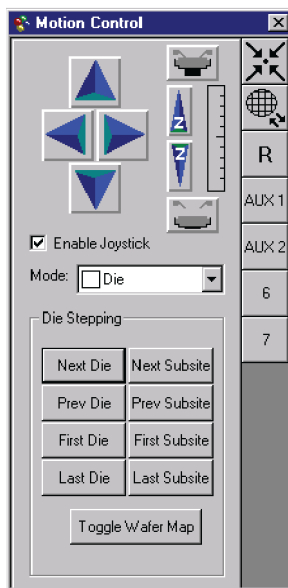 Motion Control
Z
Z
R
AUX 1
AUX 2
6
7
Enable Joystick
Mode: Die
Die Stepping
Next Die Next Subsite
Prev Die Prev Subsite
First Die First Subsite
Last Die Last Subsite
Toggle Wafer Map